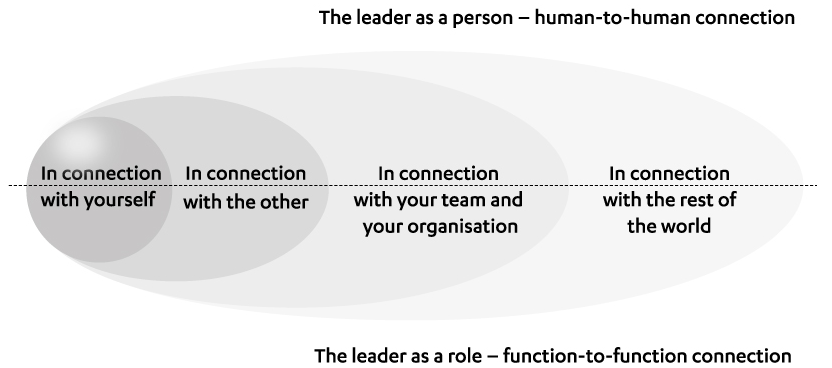 The leader as a person – human-to-human connection
In connection
with yourself
In connection
with the other
In connection
with your team and
your organisation
In connection
with the rest of
the world
The leader as a role – function-to-function connection